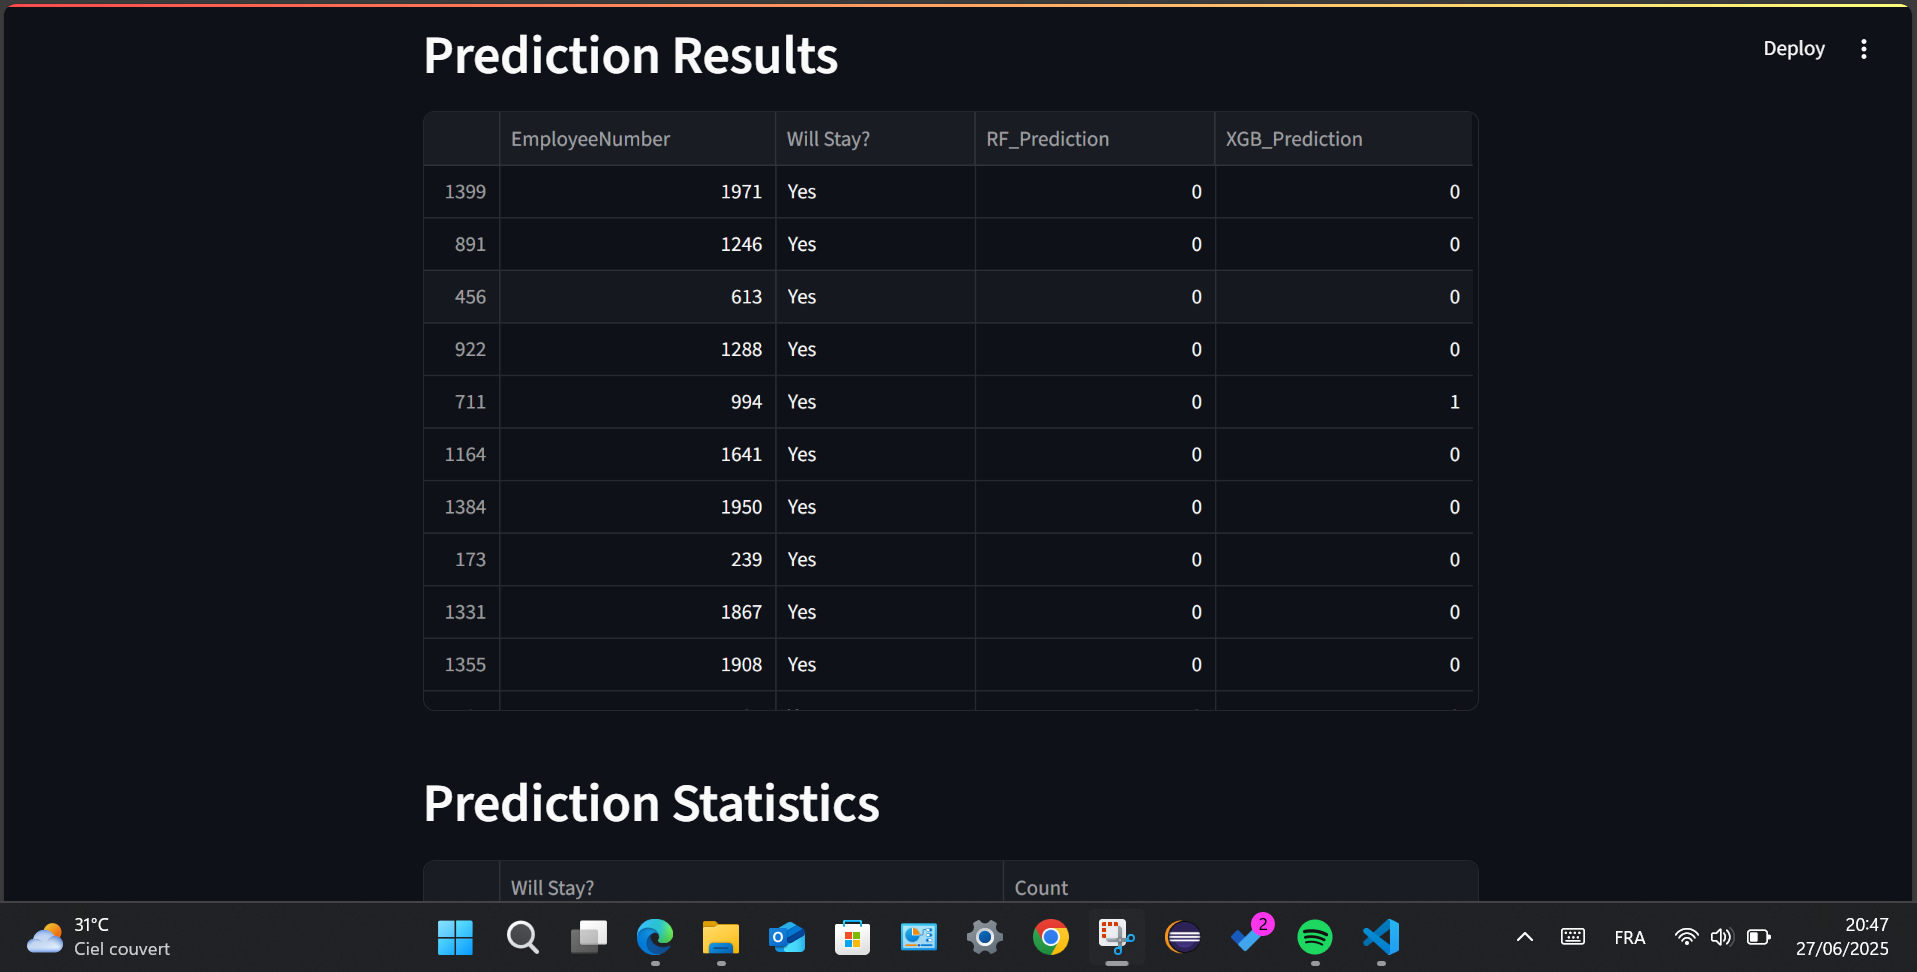 Prediction Results
Deploy
EmployeeNumber Will Stay? RF_Prediction XGB_Prediction
1399 1971 Yes 0 0
891 1246 Yes 0 0
456 613 Yes 0 0
922 1288 Yes 0 0
711 994 Yes 0 1
1164 1641 Yes 0 0
1384 1950 Yes 0 0
173 239 Yes 0 0
1331 1867 Yes 0 0
1355 1908 Yes 0 0
Prediction Statistics
Will Stay? Count
31°C
Ciel couvert
2
FRA
20:47
27/06/2025